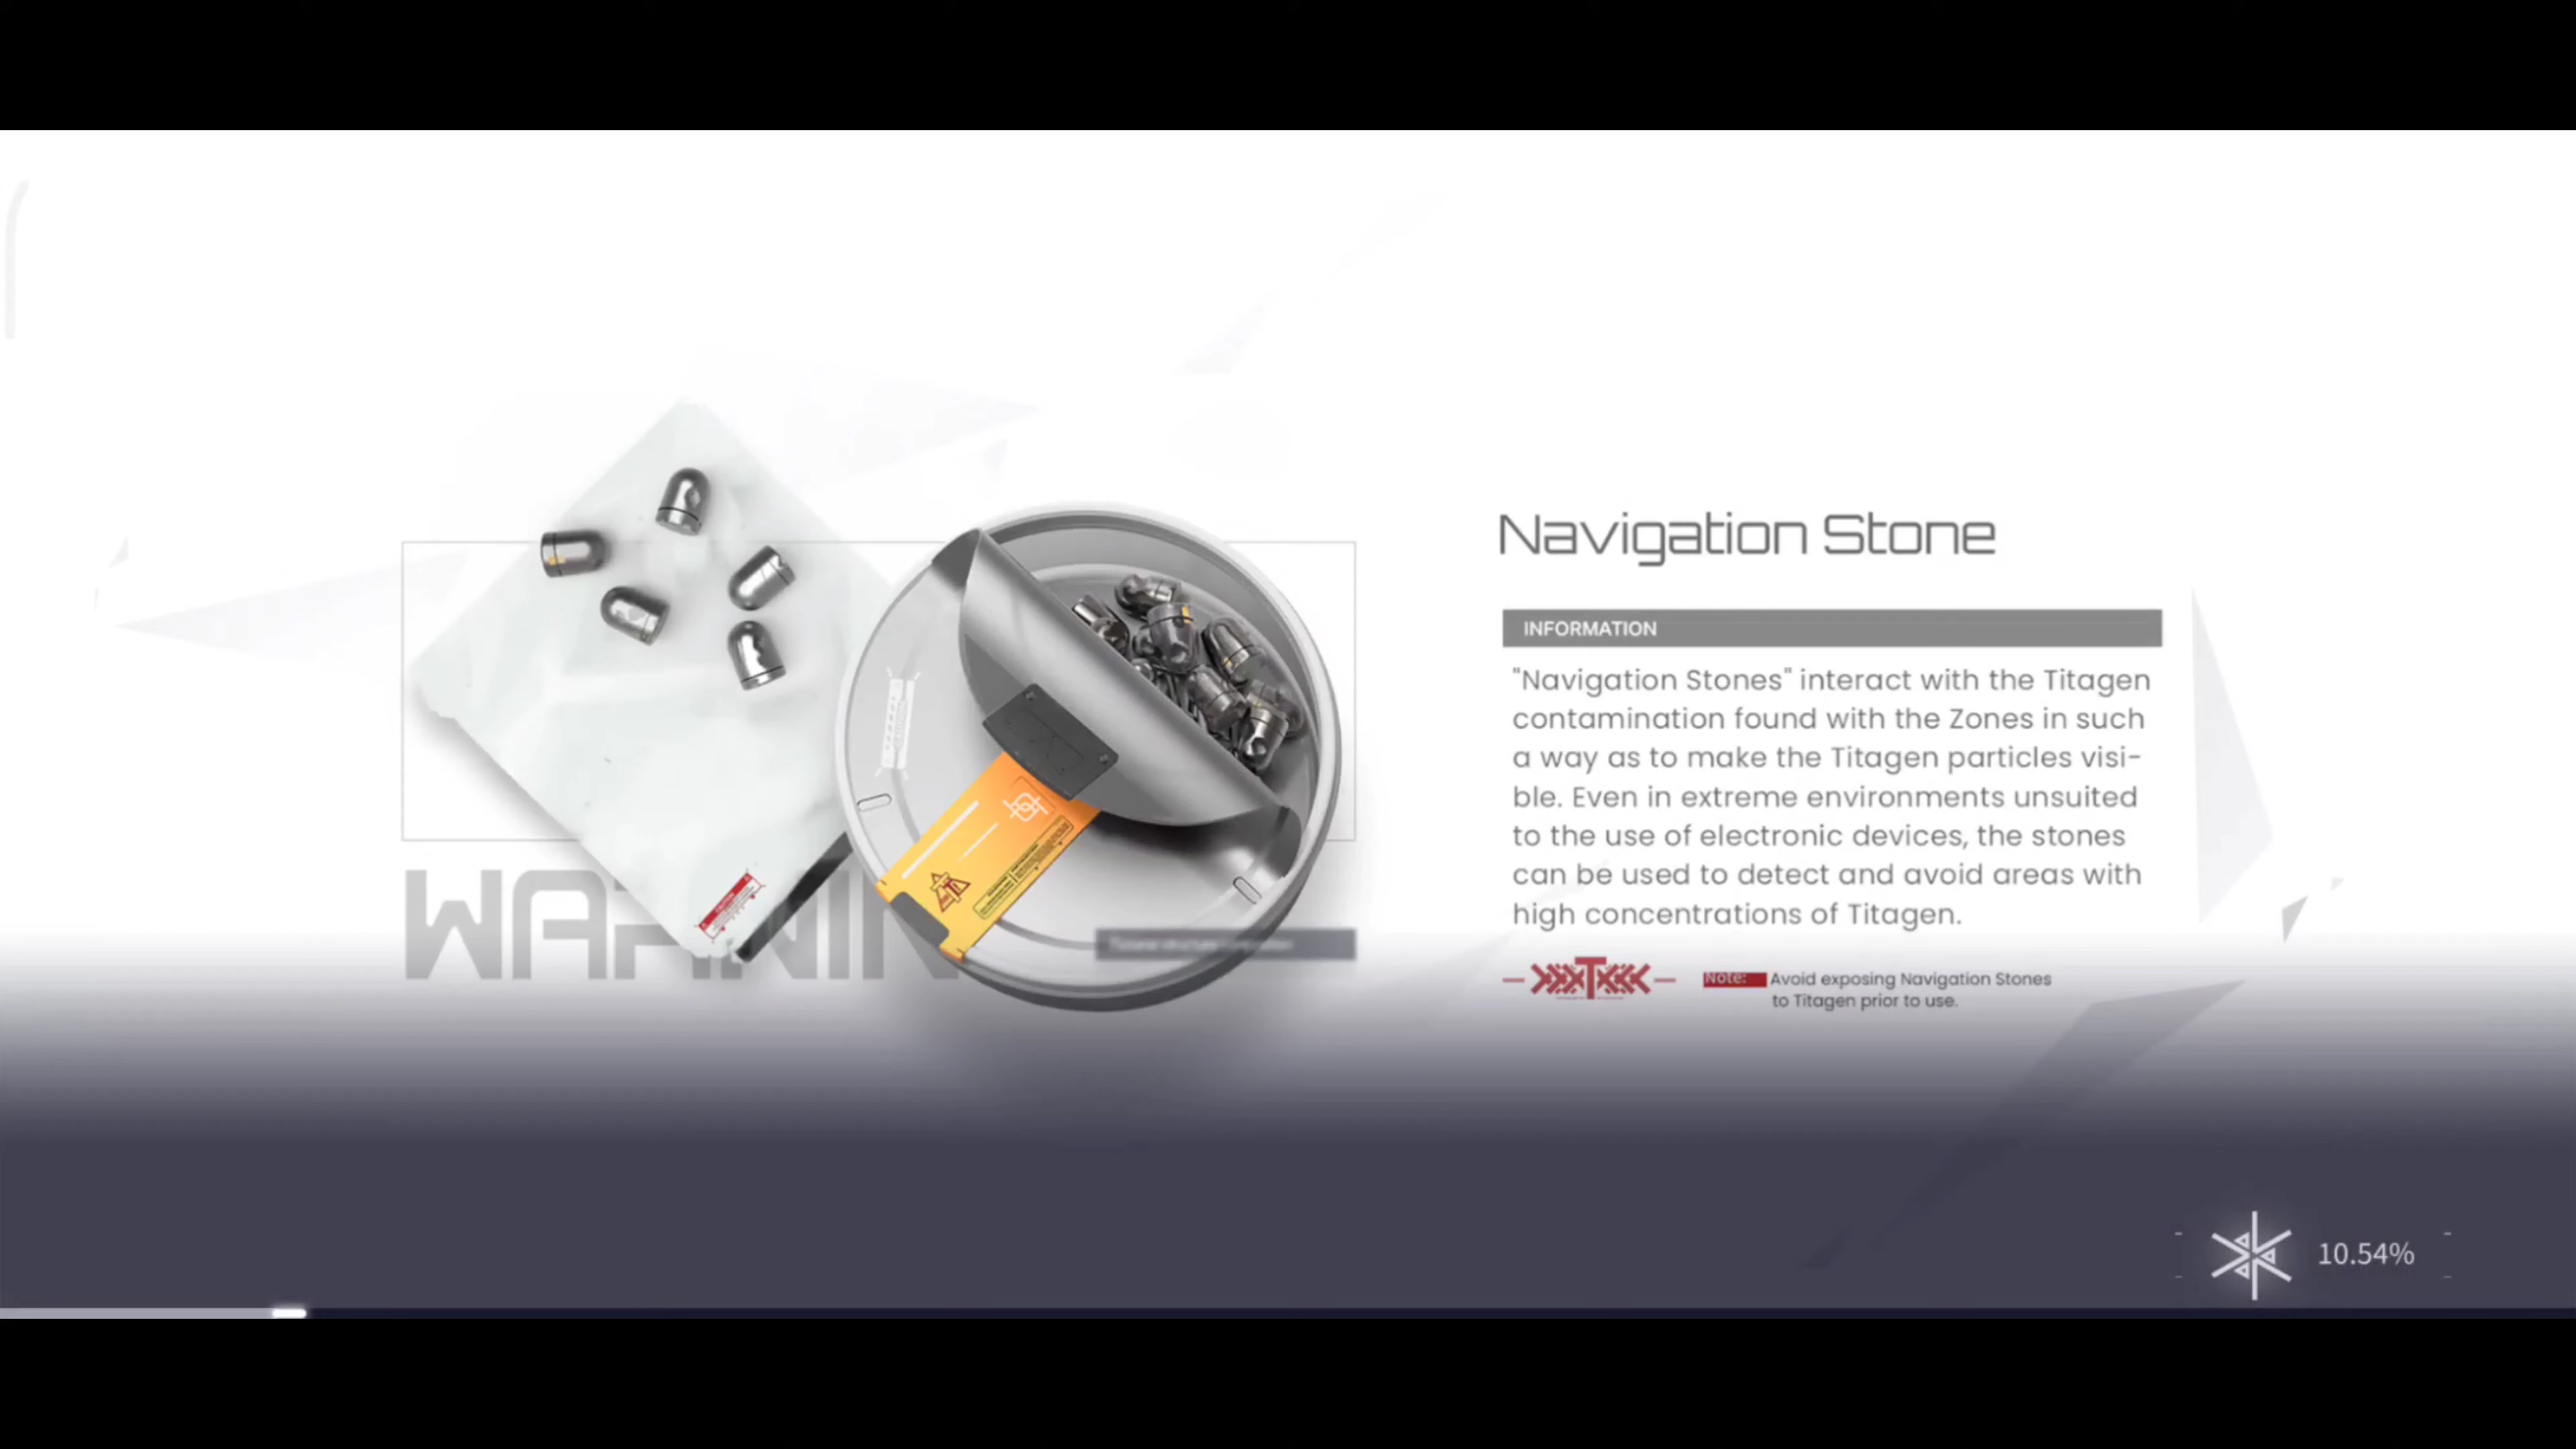 Navigation Stone
INFORMATION
"Navigation Stones" interact with the Titagen
contamination found with the Zones in such
a way as to make the Titagen particles visi-
ble. Even in extreme environments unsuited
to the use of electronic devices, the stones
can be used to detect and avoid areas with
high concentrations of Titagen.
Note: Avoid exposing Navigation Stones
to Titagen prior to use.
10.54%